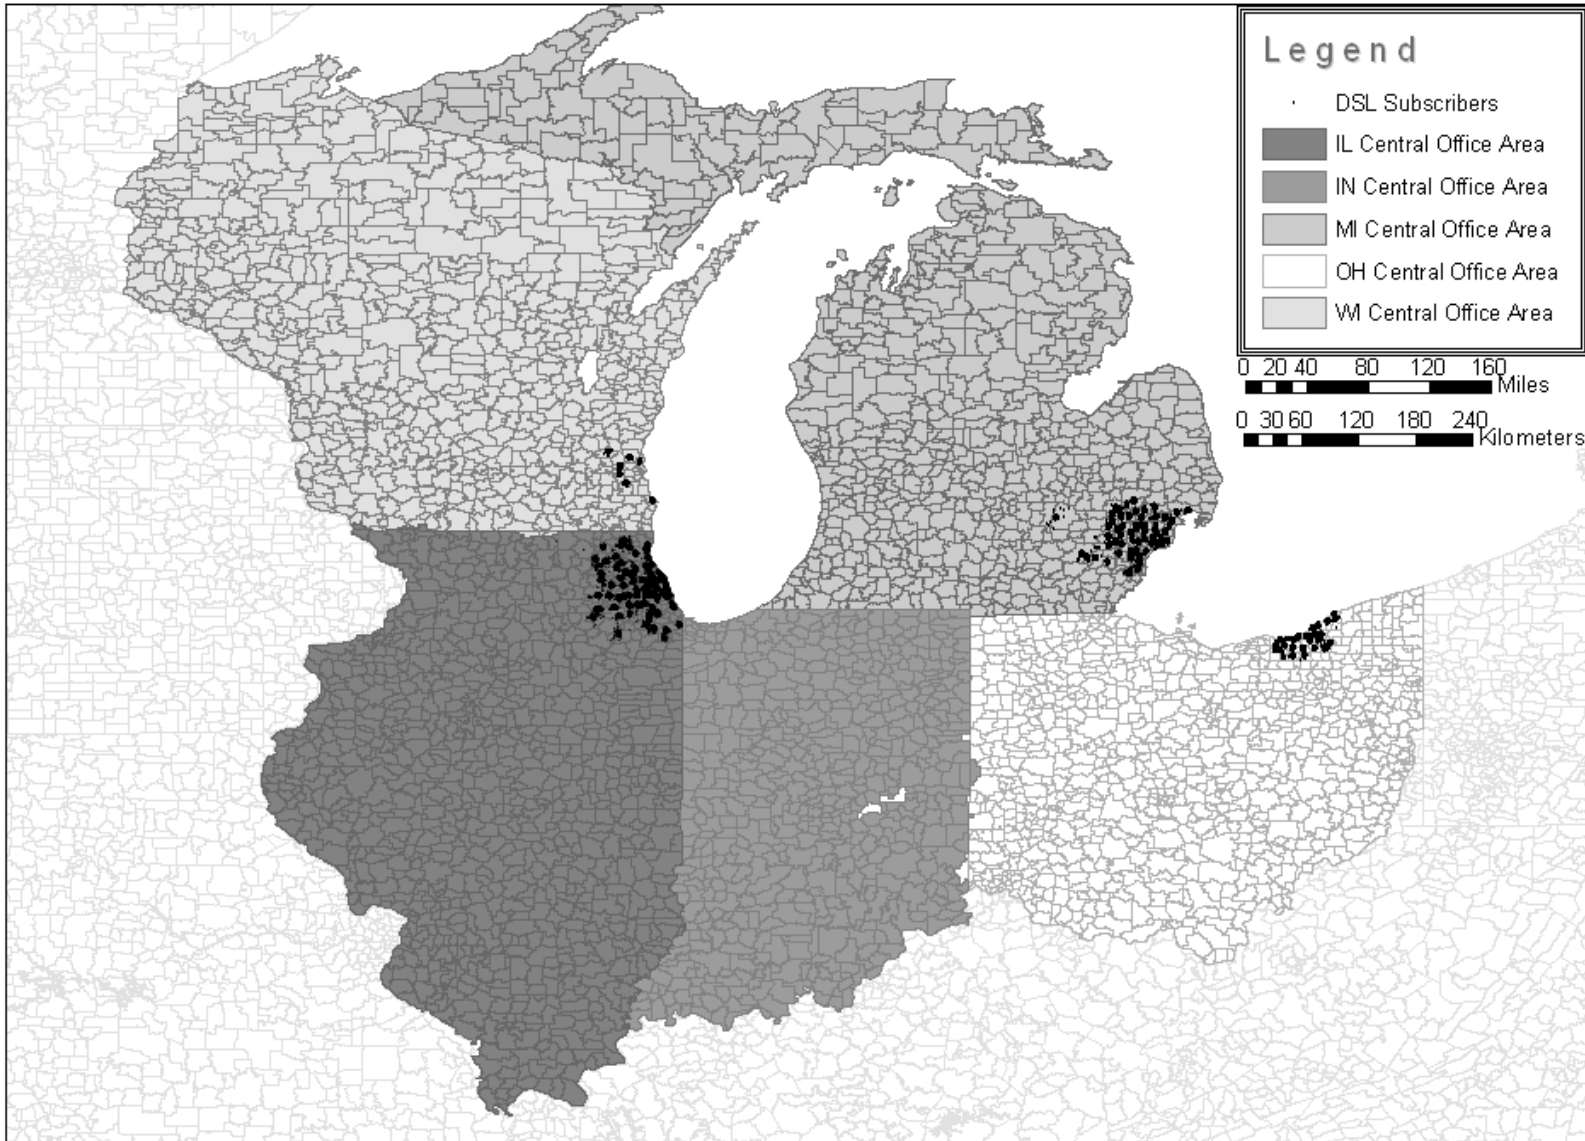 Legend
DSL Subscribers
IL Central Office Area
IN Central Office Area
MI Central Office Area
OH Central Office Area
WI Central Office Area
0 20 40 80 120 160
Miles
0 30 60 120 180 240
Kilometers